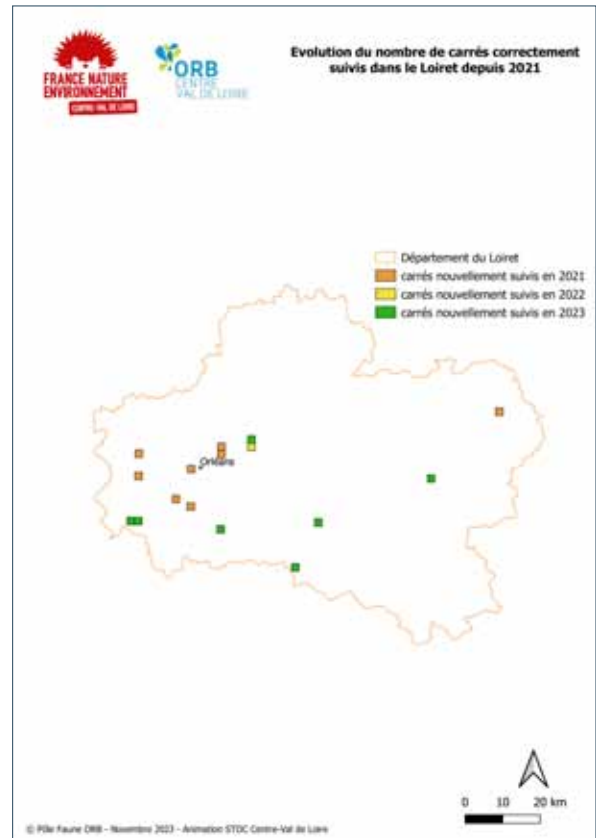 FRANCE NATURE
ENVIRONNEMENT
CENTRE VAL DE LOIRE
ORB
CENTRE
VAL DE LOIRE
Evolution du nombre de carrés correctement
suivis dans le Loiret depuis 2021
Département du Loiret
carrés nouvellement suivis en 2021
carrés nouvellement suivis en 2022
carrés nouvellement suivis en 2023
Orléans
0 10 20 km
© Pôle Faune ORB - Novembre 2023 - Animation STOC Centre-Val de Loire